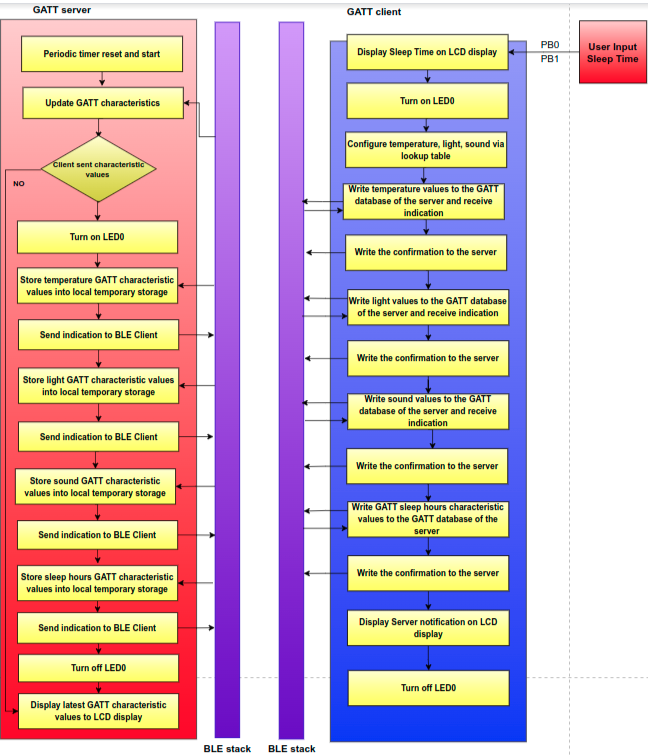 GATT server
Periodic timer reset and start
Update GATT characteristics
Client sent characteristic
values
NO
Turn on LED0
Store temperature GATT characteristic
values into local temporary storage
Send indication to BLE Client
Store light GATT characteristic values
into local temporary storage
Send indication to BLE Client
Store sound GATT characteristic
values into local temporary storage
Send indication to BLE Client
Store sleep hours GATT characteristic
values into local temporary storage
Send indication to BLE Client
Turn off LED0
Display latest GATT characteristic
values to LCD display
BLE stack
BLE stack
GATT client
Display Sleep Time on LCD display
Turn on LED0
Configure temperature, light, sound via
lookup table
Write temperature values to the GATT
database of the server and receive
indication
Write the confirmation to the server
Write light values to the GATT database
of the server and receive indication
Write the confirmation to the server
Write sound values to the GATT
database of the server and receive
indication
Write the confirmation to the server
Write GATT sleep hours characteristic
values to the GATT database of the
server
Write the confirmation to the server
Display Server notification on LCD
display
Turn off LED0
PB0
PB1
User Input
Sleep Time